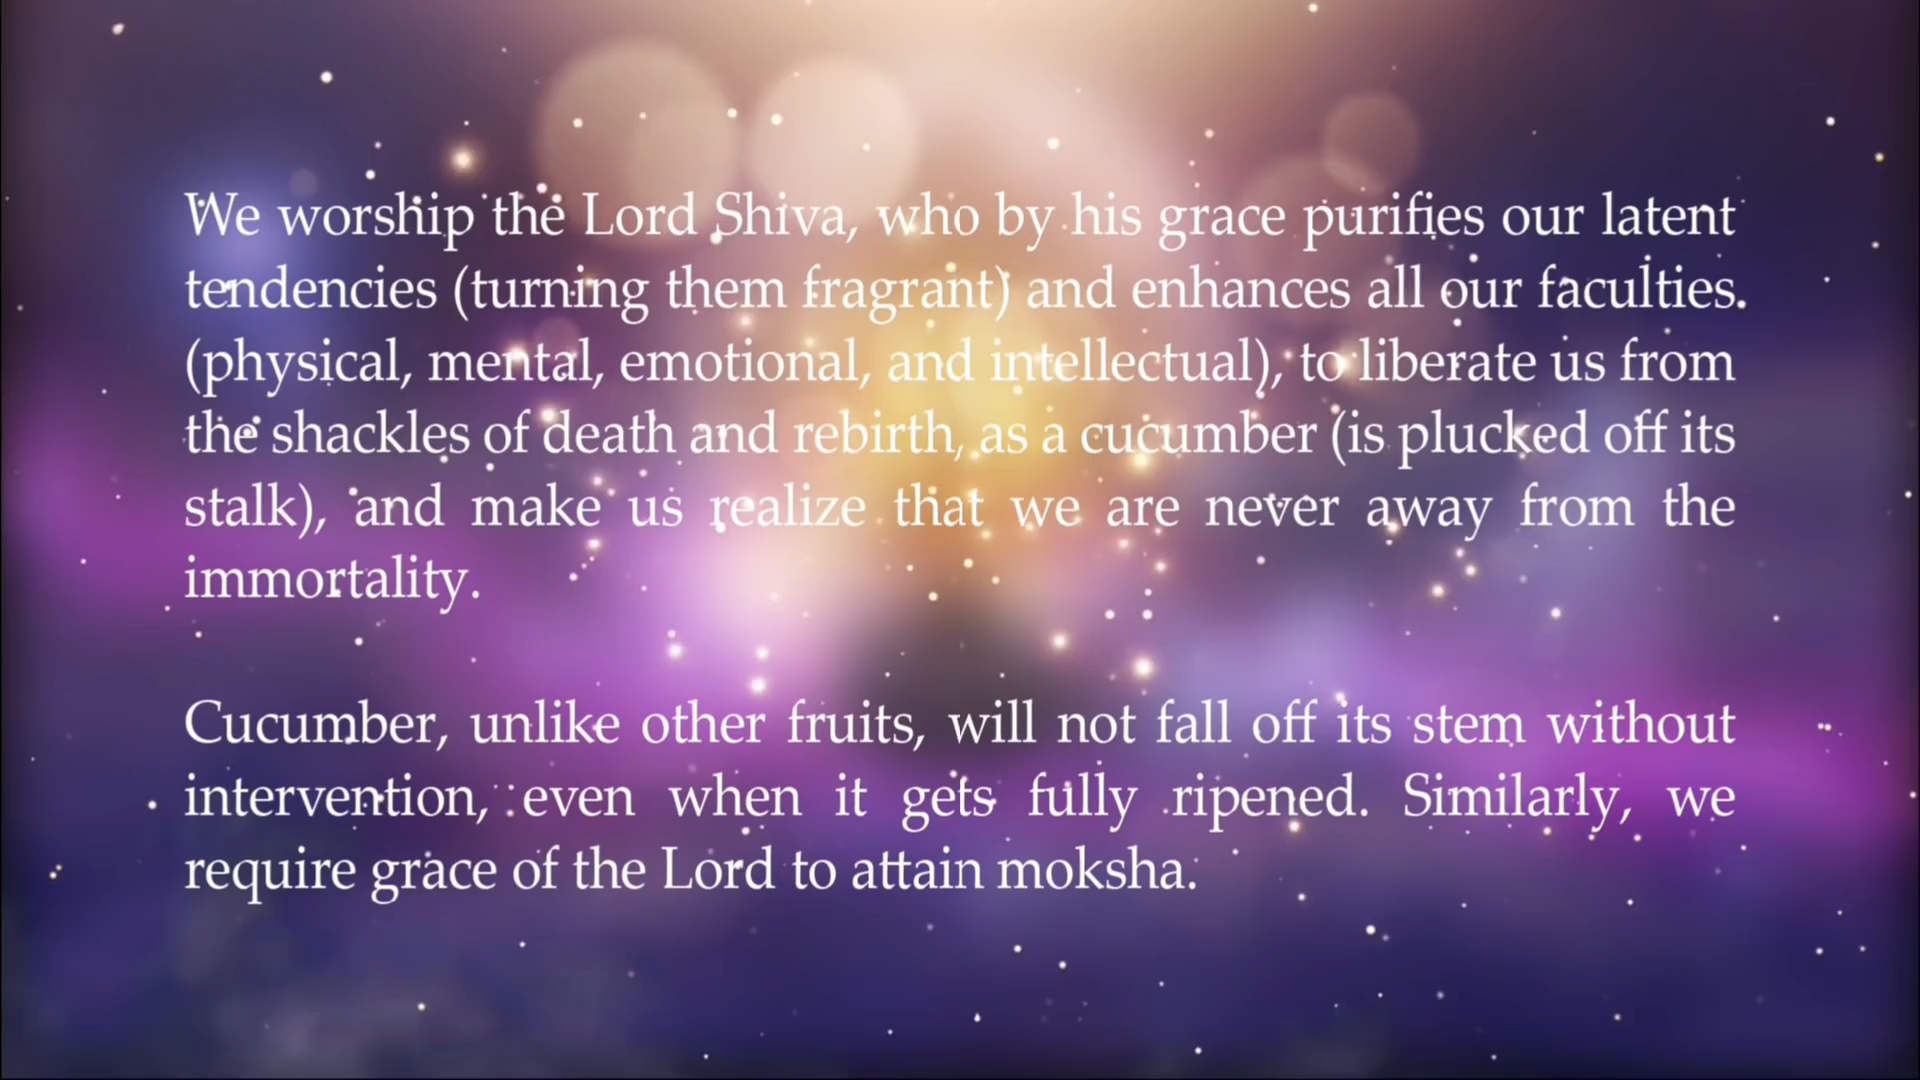 We worship the Lord Shiva, who by his grace purifies our latent
tendencies (turning them fragrant) and enhances all our faculties.
(physical, mental, emotional, and intellectual), to liberate us from
the shackles of death and rebirth, as a cucumber (is plucked off its
stalk), and make us realize that we are never away from the
immortality.
Cucumber, unlike other fruits, will not fall off its stem without
intervention, even when it gets fully ripened. Similarly, we
require grace of the Lord to attain moksha.